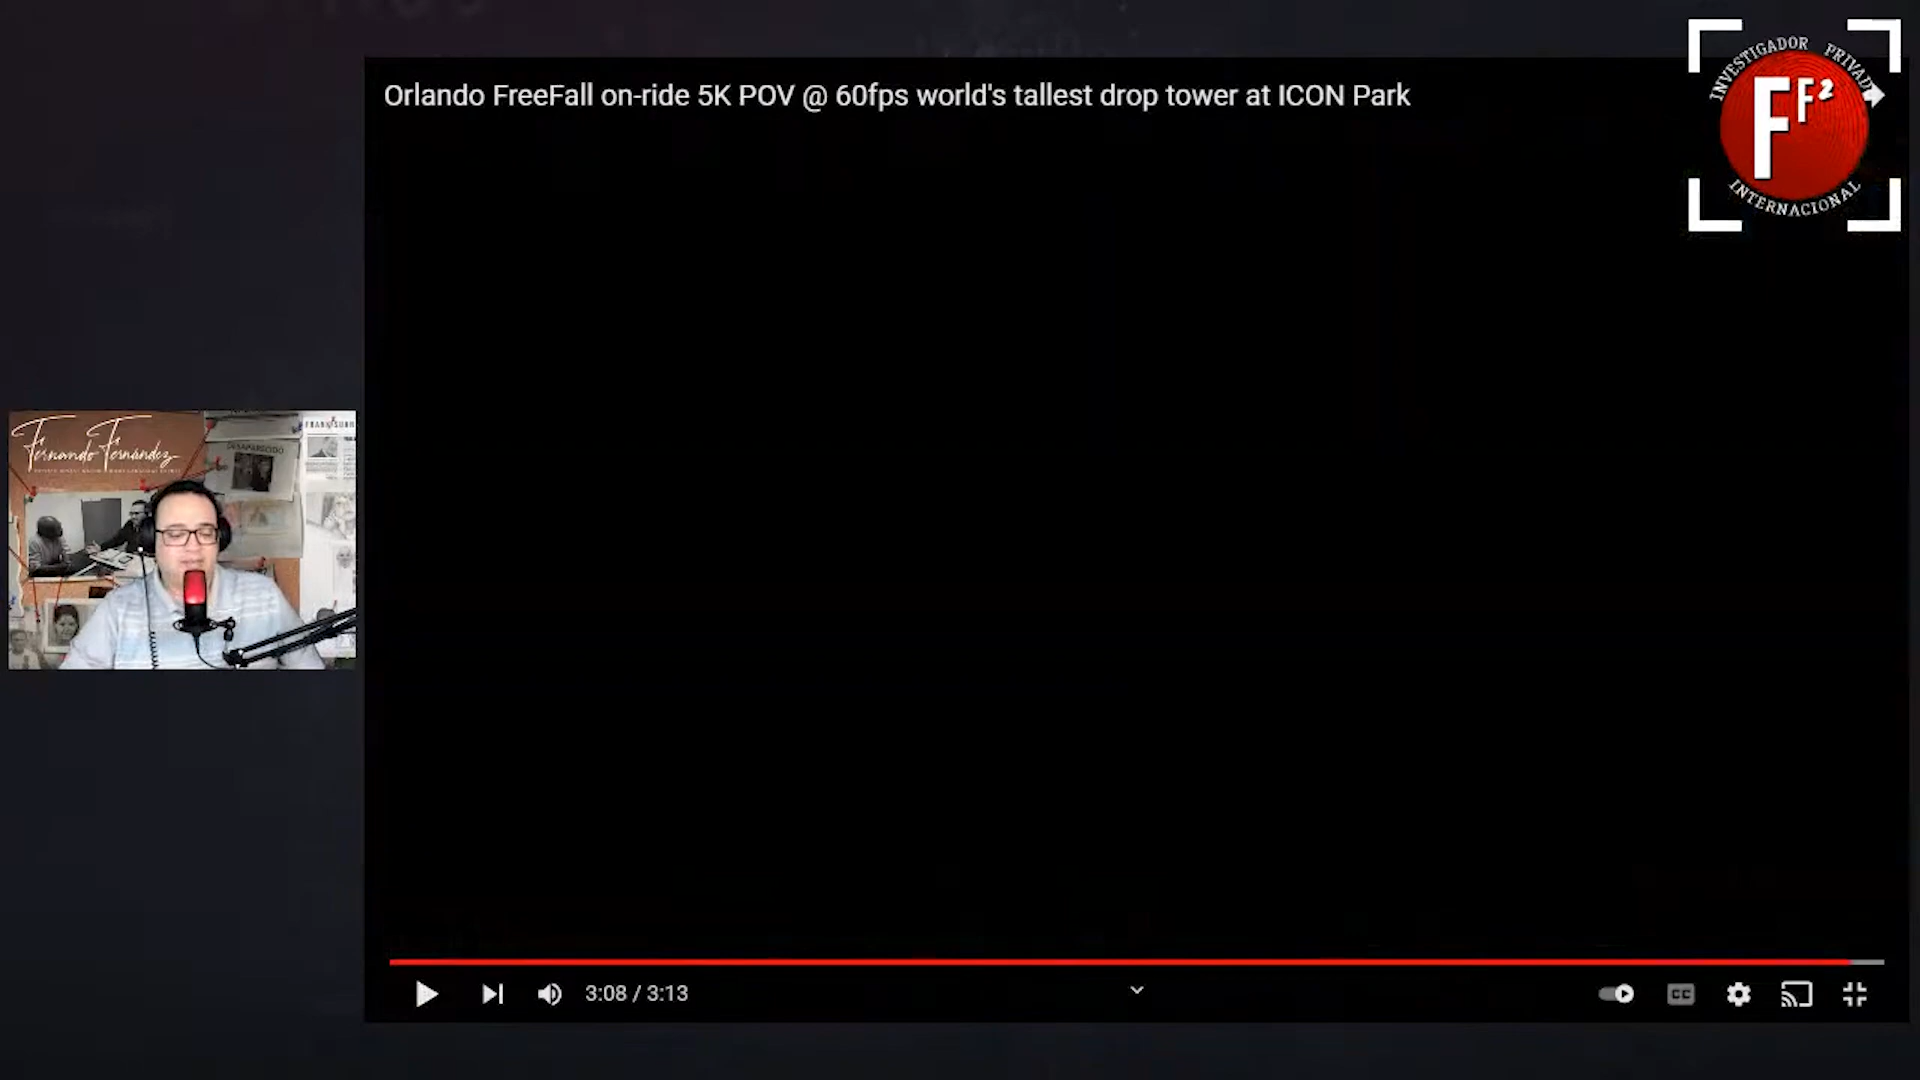 Orlando FreeFall on-ride 5K POV @ 60fps world's tallest drop tower at ICON Park
INVESTIGADOR PRIVADO
FF²
INTERNACIONAL
Fernando Fernández
DESAPARECIDO
3:08 / 3:13
CC